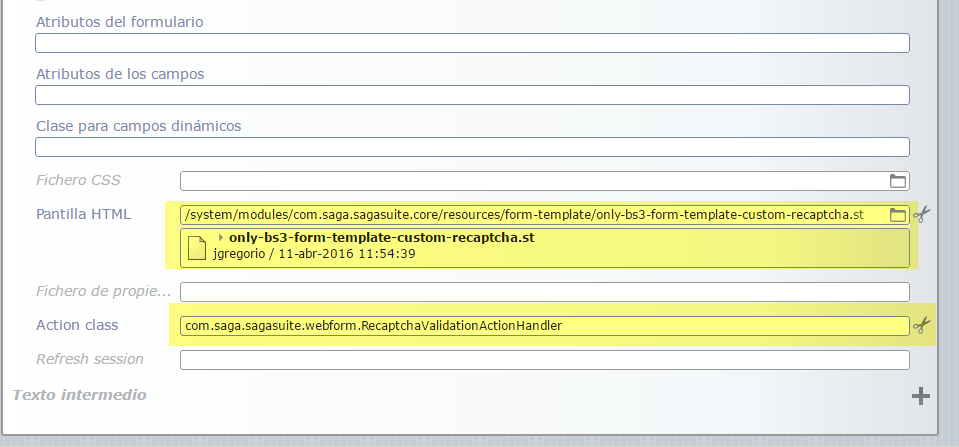 Atributos del formulario
Atributos de los campos
Clase para campos dinámicos
Fichero CSS
Pantilla HTML
/system/modules/com.saga.sagasuite.core/resources/form-template/only-bs3-form-template-custom-recaptcha.st
only-bs3-form-template-custom-recaptcha.st
jgregorio / 11-abr-2016 11:54:39
Fichero de propie...
Action class
com.saga.sagasuite.webform.RecaptchaValidationActionHandler
Refresh session
Texto intermedio